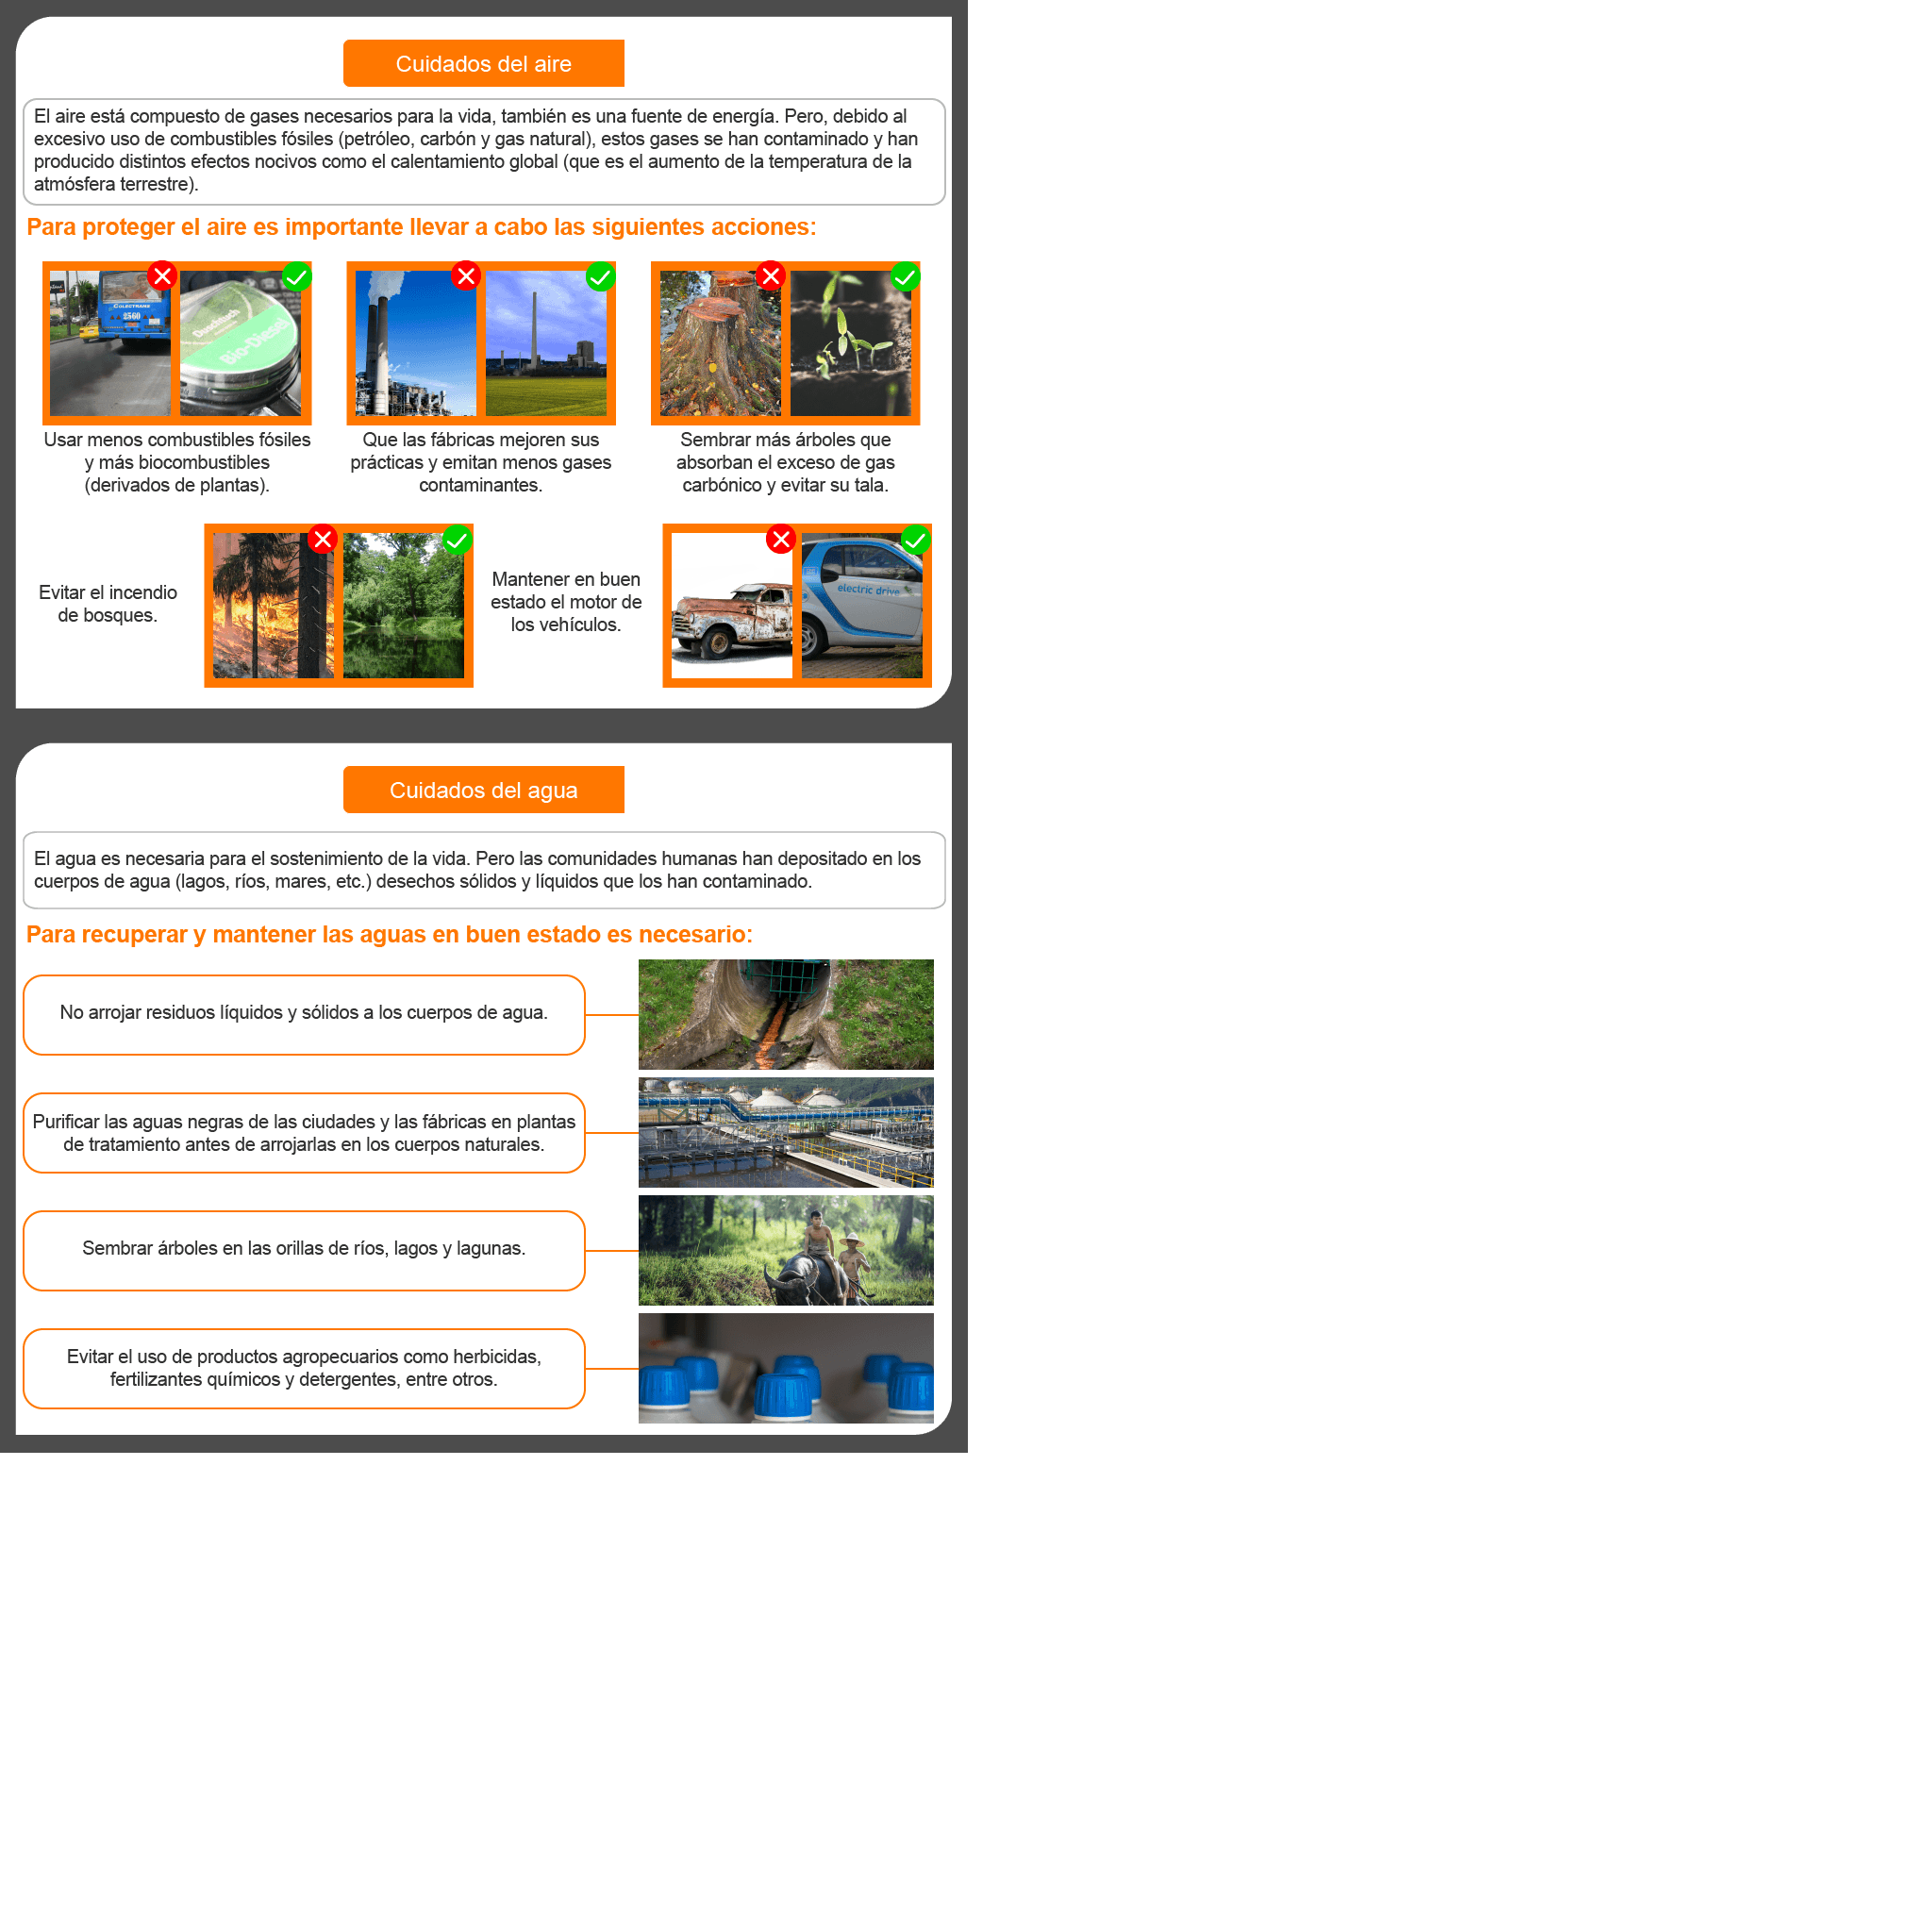 Cuidados del aire
El aire está compuesto de gases necesarios para la vida, también es una fuente de energía. Pero, debido al
excesivo uso de combustibles fósiles (petróleo, carbón y gas natural), estos gases se han contaminado y han
producido distintos efectos nocivos como el calentamiento global (que es el aumento de la temperatura de la
atmósfera terrestre).
Para proteger el aire es importante llevar a cabo las siguientes acciones:
COLESTRANS
2560
Bio-Diesel
Usar menos combustibles fósiles
y más biocombustibles
(derivados de plantas).
Que las fábricas mejoren sus
prácticas y emitan menos gases
contaminantes.
Sembrar más árboles que
absorban el exceso de gas
carbónico y evitar su tala.
Evitar el incendio
de bosques.
Mantener en buen
estado el motor de
los vehículos.
electric drive
Cuidados del agua
El agua es necesaria para el sostenimiento de la vida. Pero las comunidades humanas han depositado en los
cuerpos de agua (lagos, ríos, mares, etc.) desechos sólidos y líquidos que los han contaminado.
Para recuperar y mantener las aguas en buen estado es necesario:
No arrojar residuos líquidos y sólidos a los cuerpos de agua.
Purificar las aguas negras de las ciudades y las fábricas en plantas
de tratamiento antes de arrojarlas en los cuerpos naturales.
Sembrar árboles en las orillas de ríos, lagos y lagunas.
Evitar el uso de productos agropecuarios como herbicidas,
fertilizantes químicos y detergentes, entre otros.